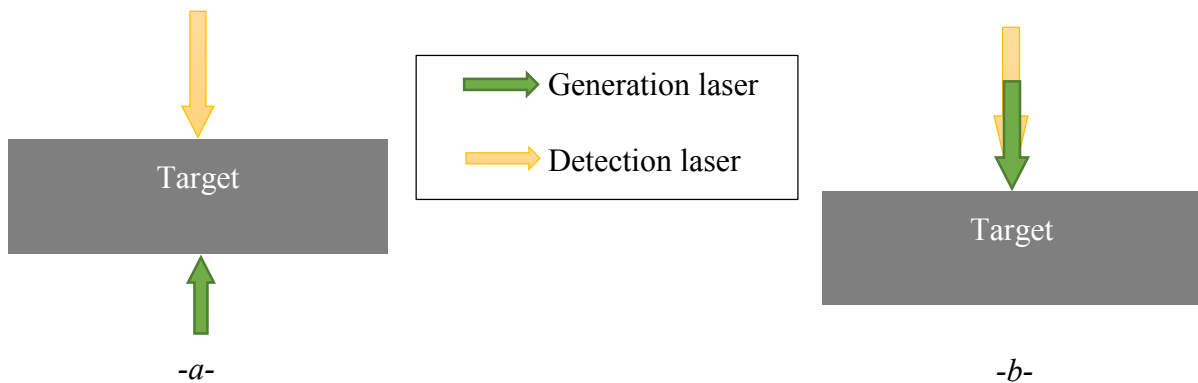 Generation laser
Detection laser
Target
Target
-a-
-b-